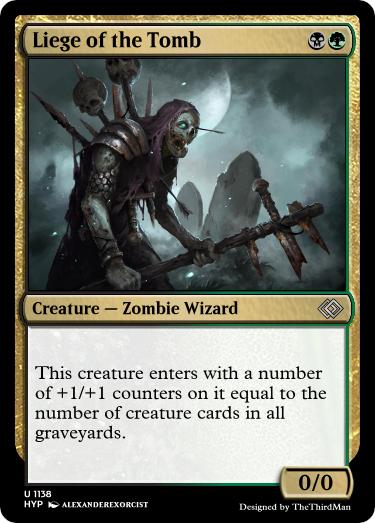 Liege of the Tomb
Creature — Zombie Wizard
This creature enters with a number
of +1/+1 counters on it equal to the
number of creature cards in all
graveyards.
0/0
U 1138
HYP ALEXANDEREXORCIST
Designed by TheThirdMan